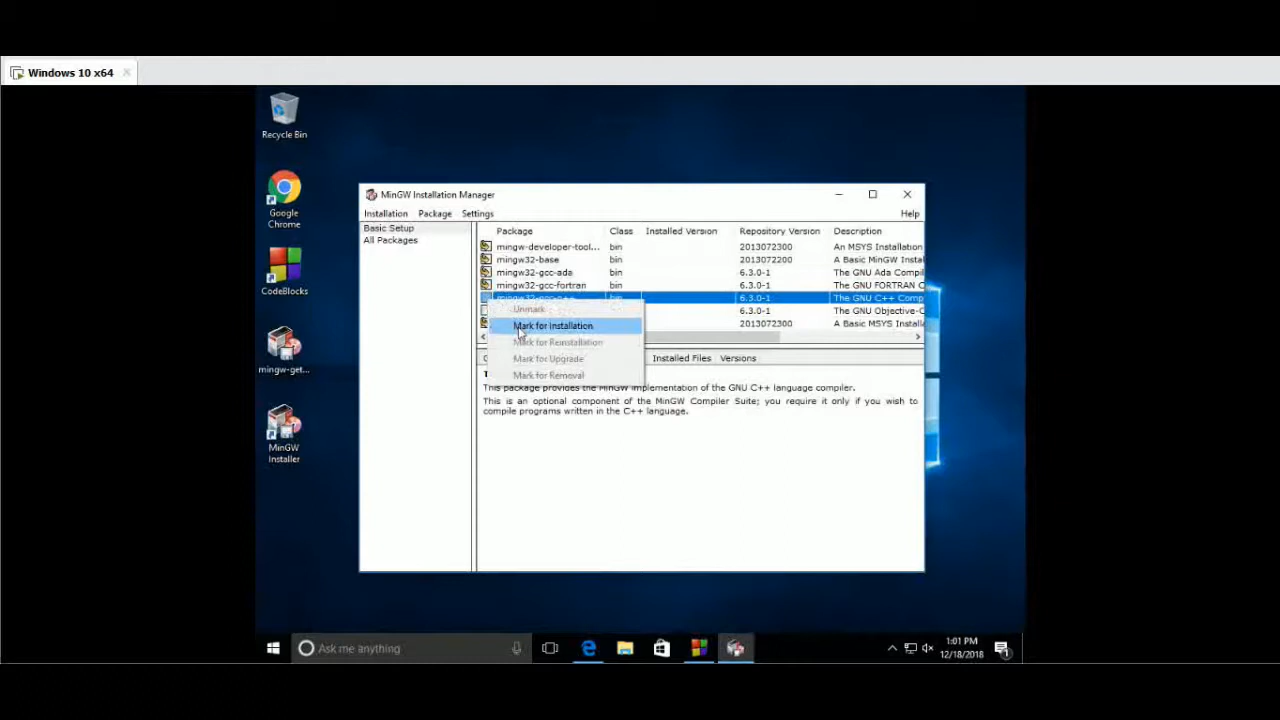 Windows 10 x64
Recycle Bin
Google
Chrome
CodeBlocks
mingw-get...
MinGW
Installer
MinGW Installation Manager
Installation Package Settings Help
Basic Setup
All Packages
Package Class Installed Version Repository Version Description
mingw-developer-tool... bin 2013072300 An MSYS Installation
mingw32-base bin 2013072200 A Basic MinGW Instal
mingw32-gcc-ada bin 6.3.0-1 The GNU Ada Compil
mingw32-gcc-fortran bin 6.3.0-1 The GNU FORTRAN C
mingw32-gcc-g++ bin 6.3.0-1 The GNU C++ Comp
6.3.0-1 The GNU Objective-C
2013072300 A Basic MSYS Installa
Unmark
Mark for Installation
Mark for Reinstallation
Mark for Upgrade
Mark for Removal
Installed Files Versions
This package provides the MinGW implementation of the GNU C++ language compiler.
This is an optional component of the MinGW Compiler Suite; you require it only if you wish to
compile programs written in the C++ language.
Ask me anything
1:01 PM
12/18/2018
1